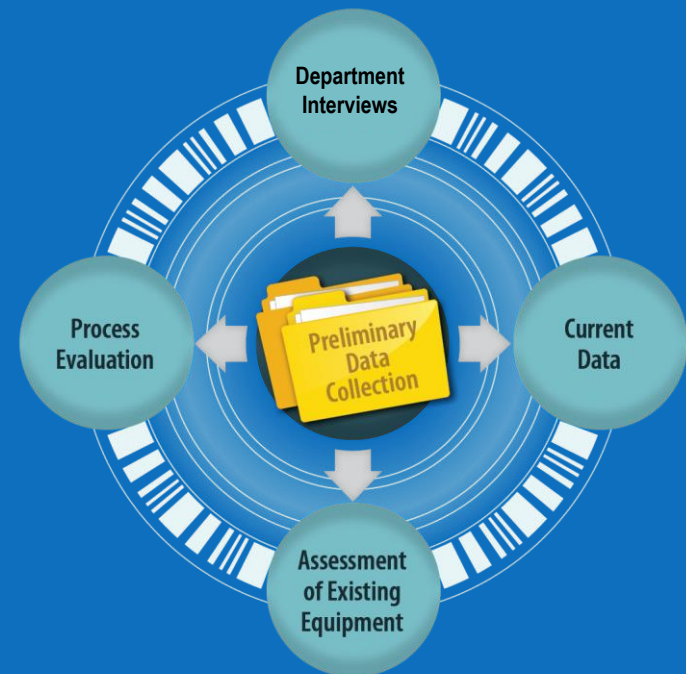 Department
Interviews
Process
Evaluation
Preliminary
Data
Collection
Current
Data
Assessment
of Existing
Equipment